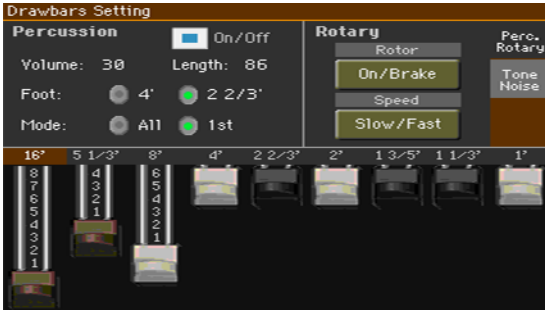 Drawbars Setting
Percussion
On/Off
Volume: 30 Length: 86
Foot: 4' 2 2/3'
Mode: All 1st
Rotary
Rotor
On/Brake
Speed
Slow/Fast
Perc.
Rotary
Tone
Noise
16' 5 1/3' 8' 4' 2 2/3' 2' 1 3/5' 1 1/3' 1'
8 4 6
7 3 5
6 2 4
5 1 3
4 2
3 1
2
1